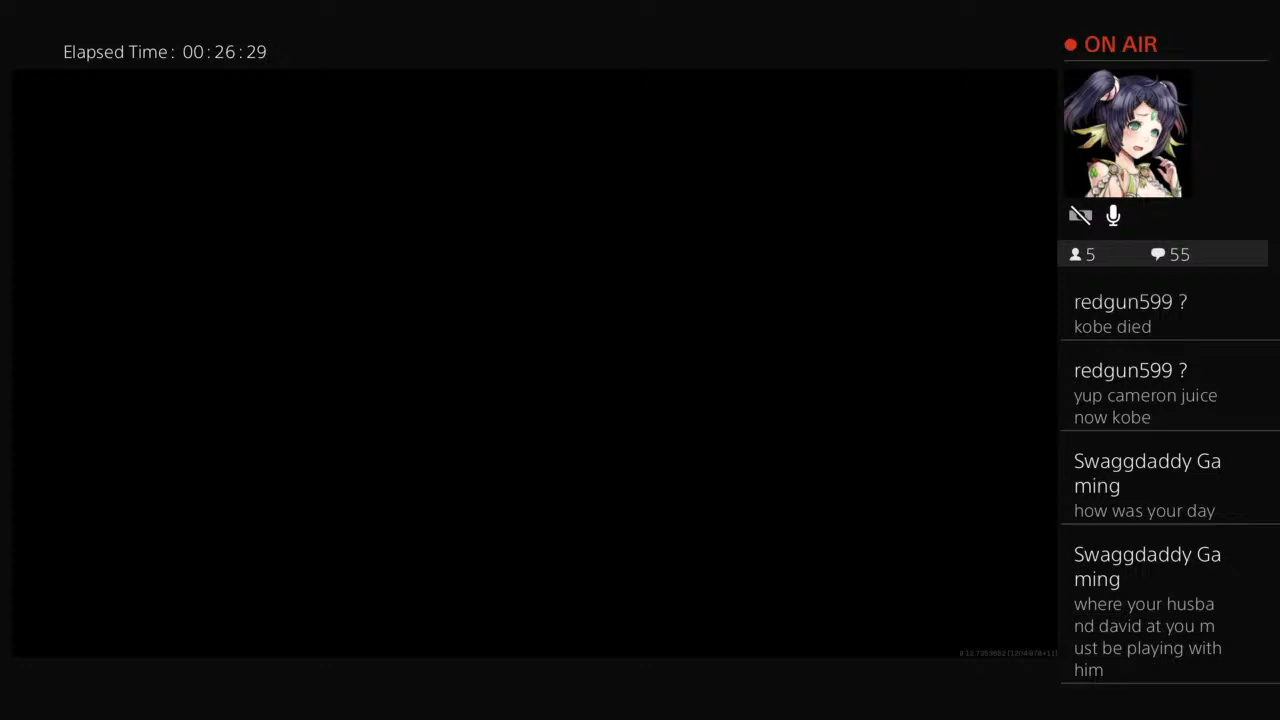 Elapsed Time: 00:26:29
ON AIR
5 55
redgun599 ?
kobe died
redgun599 ?
yup cameron juice
now kobe
Swaggdaddy Ga
ming
how was your day
Swaggdaddy Ga
ming
where your husba
nd david at you m
ust be playing with
him